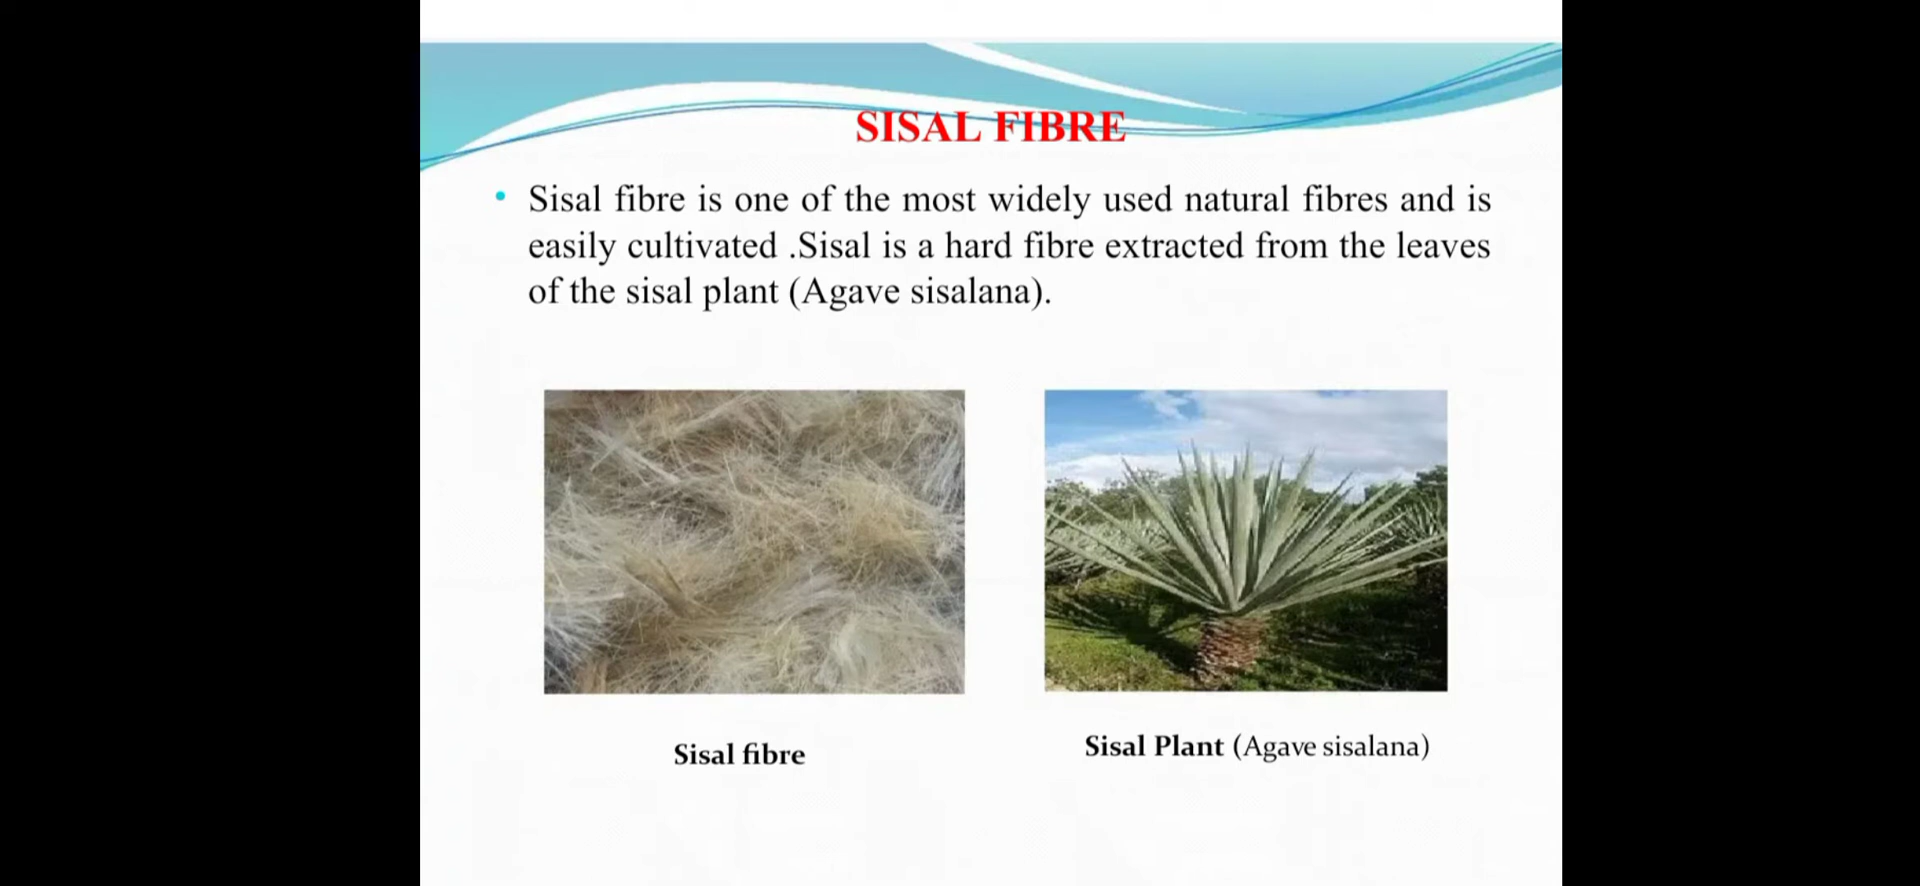 SISAL FIBRE
• Sisal fibre is one of the most widely used natural fibres and is
easily cultivated .Sisal is a hard fibre extracted from the leaves
of the sisal plant (Agave sisalana).
Sisal fibre
Sisal Plant (Agave sisalana)